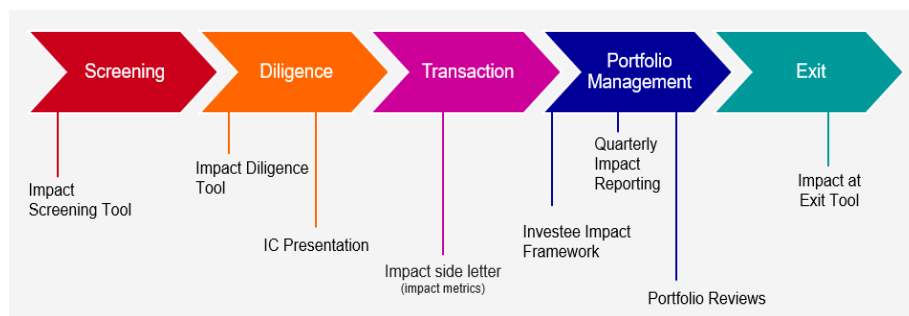 Screening
Diligence
Transaction
Portfolio
Management
Exit
Impact
Screening Tool
Impact Diligence
Tool
IC Presentation
Impact side letter
(impact metrics)
Investee Impact
Framework
Quarterly
Impact
Reporting
Portfolio Reviews
Impact at
Exit Tool